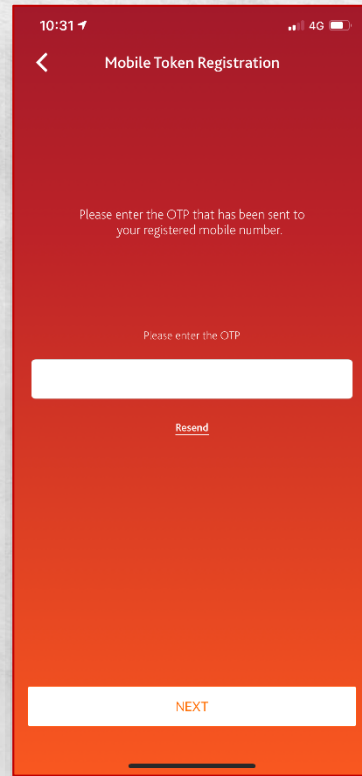 10:31 4G
Mobile Token Registration
Please enter the OTP that has been sent to
your registered mobile number.
Please enter the OTP
Resend
NEXT